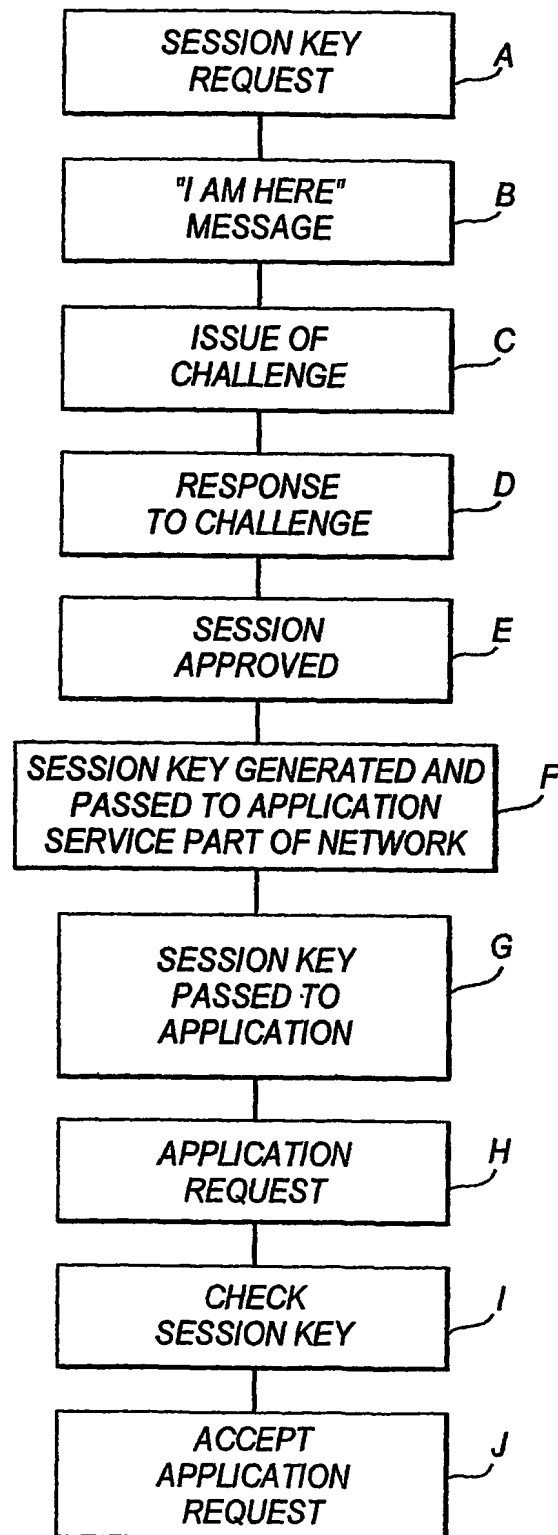 SESSION KEY
REQUEST
A
"I AM HERE"
MESSAGE
B
ISSUE OF
CHALLENGE
C
RESPONSE
TO CHALLENGE
D
SESSION
APPROVED
E
SESSION KEY GENERATED AND
PASSED TO APPLICATION
SERVICE PART OF NETWORK
F
SESSION KEY
PASSED TO
APPLICATION
G
APPLICATION
REQUEST
H
CHECK
SESSION KEY
I
ACCEPT
APPLICATION
REQUEST
J